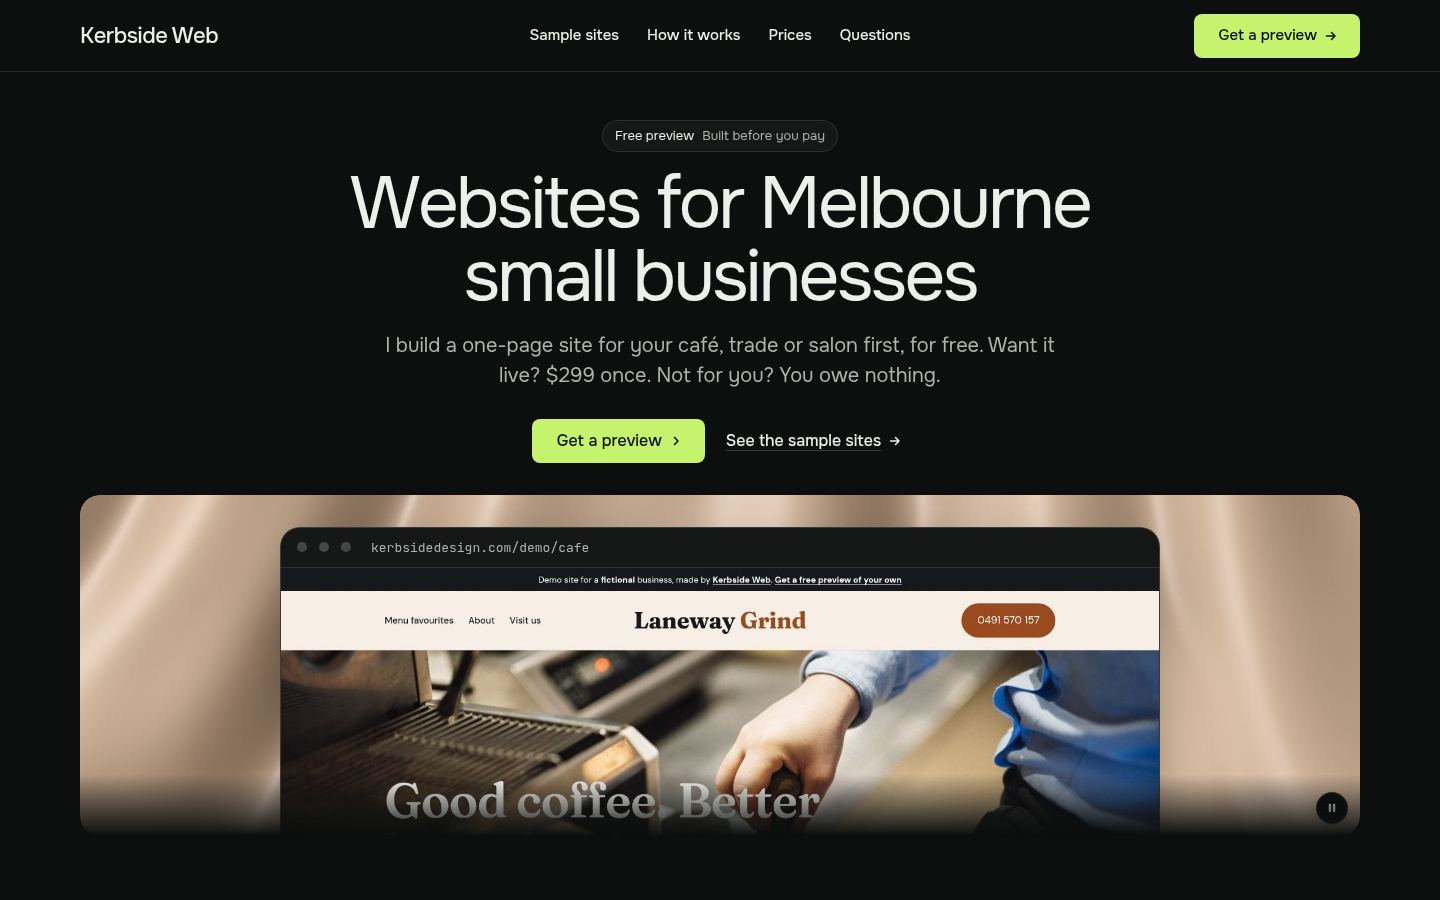 Kerbside Web
Sample sites
How it works
Prices
Questions
Get a preview →
Free preview Built before you pay
Websites for Melbourne
small businesses
I build a one-page site for your café, trade or salon first, for free. Want it
live? $299 once. Not for you? You owe nothing.
Get a preview ›
See the sample sites →
kerbsidedesign.com/demo/cafe
Demo site for a fictional business, made by Kerbside Web. Get a free preview of your own
Menu favourites
About
Visit us
Laneway Grind
0491 570 157
Good coffee. Better